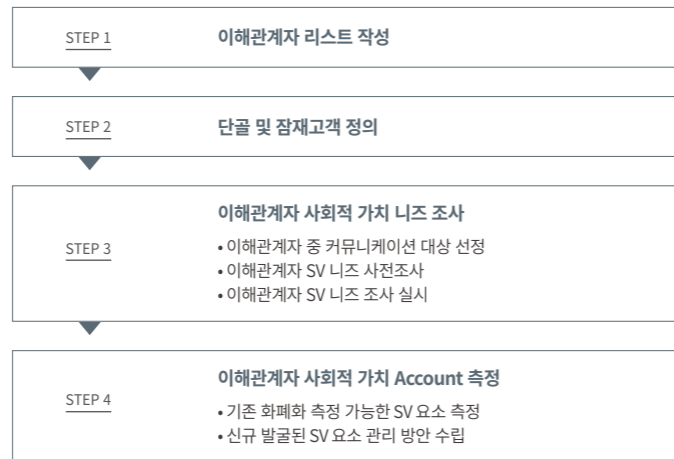 STEP 1
이해관계자 리스트 작성
STEP 2
단골 및 잠재고객 정의
STEP 3
이해관계자 사회적 가치 니즈 조사
• 이해관계자 중 커뮤니케이션 대상 선정
• 이해관계자 SV 니즈 사전조사
• 이해관계자 SV 니즈 조사 실시
STEP 4
이해관계자 사회적 가치 Account 측정
• 기존 화폐화 측정 가능한 SV 요소 측정
• 신규 발굴된 SV 요소 관리 방안 수립